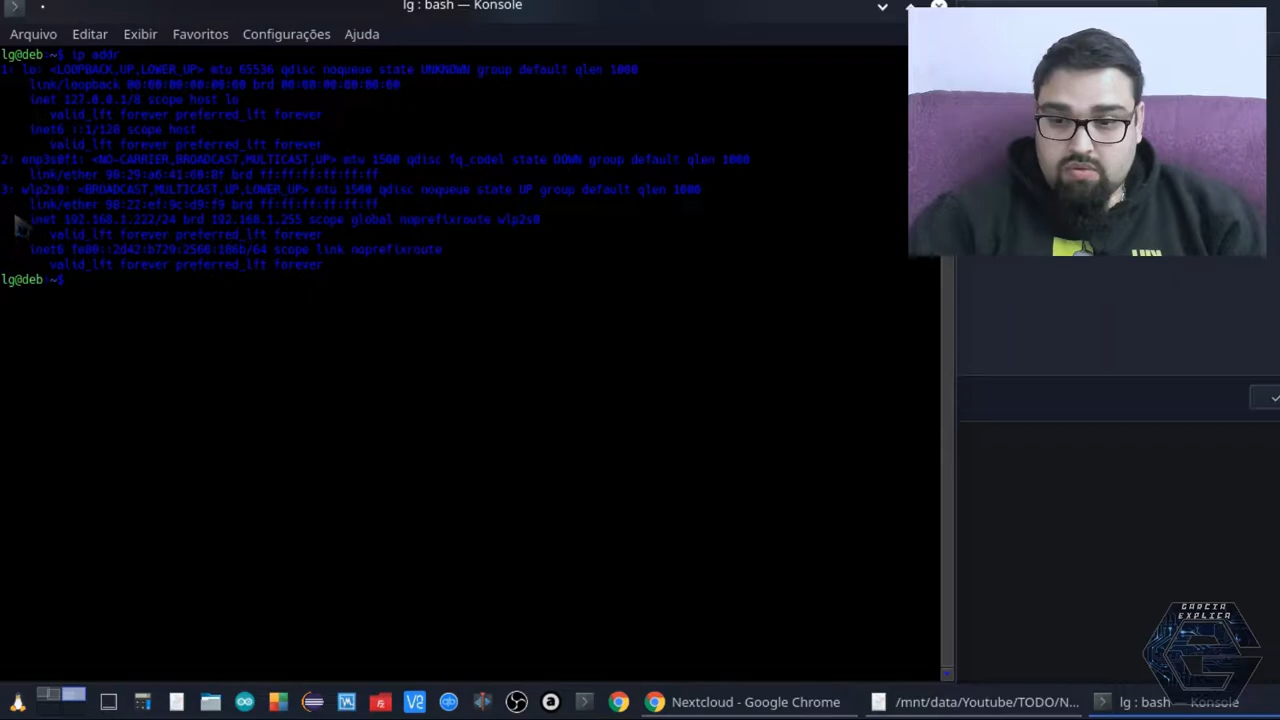 lg : bash — Konsole
Arquivo Editar Exibir Favoritos Configurações Ajuda
lg@deb:~$ ip addr
1: lo: <LOOPBACK,UP,LOWER_UP> mtu 65536 qdisc noqueue state UNKNOWN group default qlen 1000
link/loopback 00:00:00:00:00:00 brd 00:00:00:00:00:00
inet 127.0.0.1/8 scope host lo
valid_lft forever preferred_lft forever
inet6 ::1/128 scope host
valid_lft forever preferred_lft forever
2: enp3s0f1: <NO-CARRIER,BROADCAST,MULTICAST,UP> mtu 1500 qdisc fq_codel state DOWN group default qlen 1000
link/ether brd ff:ff:ff:ff:ff:ff
3: wlp2s0: <BROADCAST,MULTICAST,UP,LOWER_UP> mtu 1500 qdisc noqueue state UP group default qlen 1000
link/ether brd ff:ff:ff:ff:ff:ff
inet 192.168.1.222/24 brd 192.168.1.255 scope global noprefixroute wlp2s0
valid_lft forever preferred_lft forever
inet6 scope link noprefixroute
valid_lft forever preferred_lft forever
lg@deb:~$
GARCIA
EXPLICA
Nextcloud - Google Chrome
/mnt/data/Youtube/TODO/N...
lg : bash — Konsole